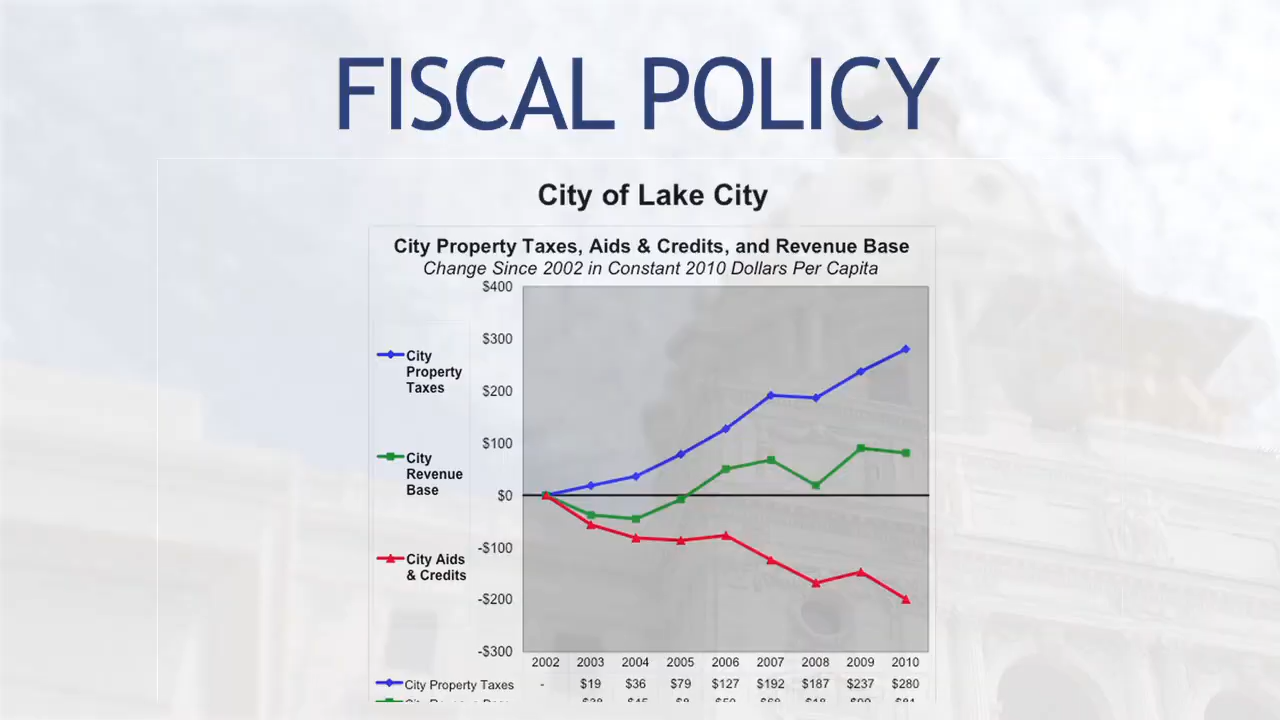 FISCAL POLICY
City of Lake City
City Property Taxes, Aids & Credits, and Revenue Base
Change Since 2002 in Constant 2010 Dollars Per Capita
$400
$300
$200
$100
$0
-$100
-$200
-$300
City
Property
Taxes
City
Revenue
Base
City Aids
& Credits
2002 2003 2004 2005 2006 2007 2008 2009 2010
City Property Taxes - $19 $36 $79 $127 $192 $187 $237 $280